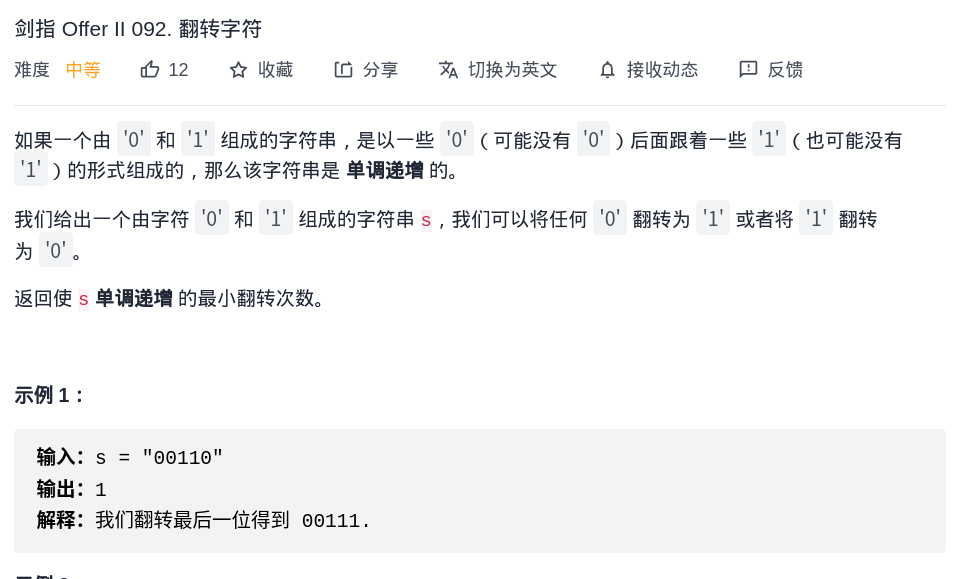 剑指 Offer II 092. 翻转字符
难度 中等 12 收藏 分享 切换为英文 接收动态 反馈
如果一个由 '0' 和 '1' 组成的字符串，是以一些 '0'（可能没有 '0'）后面跟着一些 '1'（也可能没有
'1'）的形式组成的，那么该字符串是 单调递增 的。
我们给出一个由字符 '0' 和 '1' 组成的字符串 s，我们可以将任何 '0' 翻转为 '1' 或者将 '1' 翻转
为 '0'。
返回使 s 单调递增 的最小翻转次数。
示例 1：
输入：s = "00110"
输出：1
解释：我们翻转最后一位得到 00111.